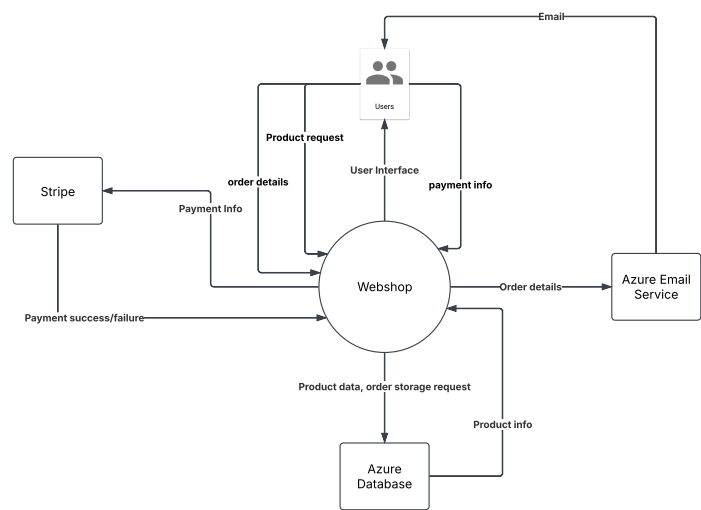 Email
Users
Product request
User Interface
order details
payment info
Stripe
Payment Info
Webshop
Order details
Azure Email
Service
Payment success/failure
Product data, order storage request
Product info
Azure
Database